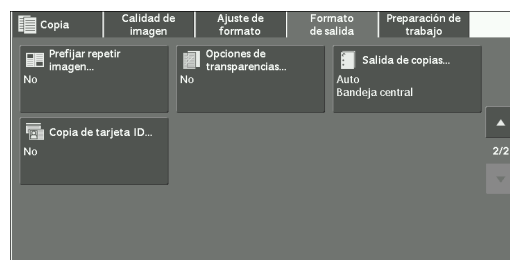 Copia
Calidad de
imagen
Ajuste de
formato
Formato
de salida
Preparación de
trabajo
Prefijar repetir
imagen...
No
Opciones de
transparencias...
No
Salida de copias...
Auto
Bandeja central
Copia de tarjeta ID...
No
2/2